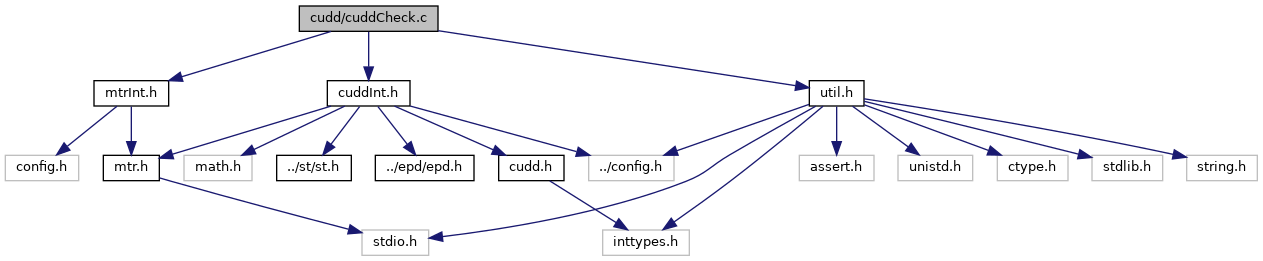 cudd/cuddCheck.c
mtrInt.h
cuddInt.h
util.h
config.h
mtr.h
math.h
../st/st.h
../epd/epd.h
cudd.h
../config.h
assert.h
unistd.h
ctype.h
stdlib.h
string.h
stdio.h
inttypes.h